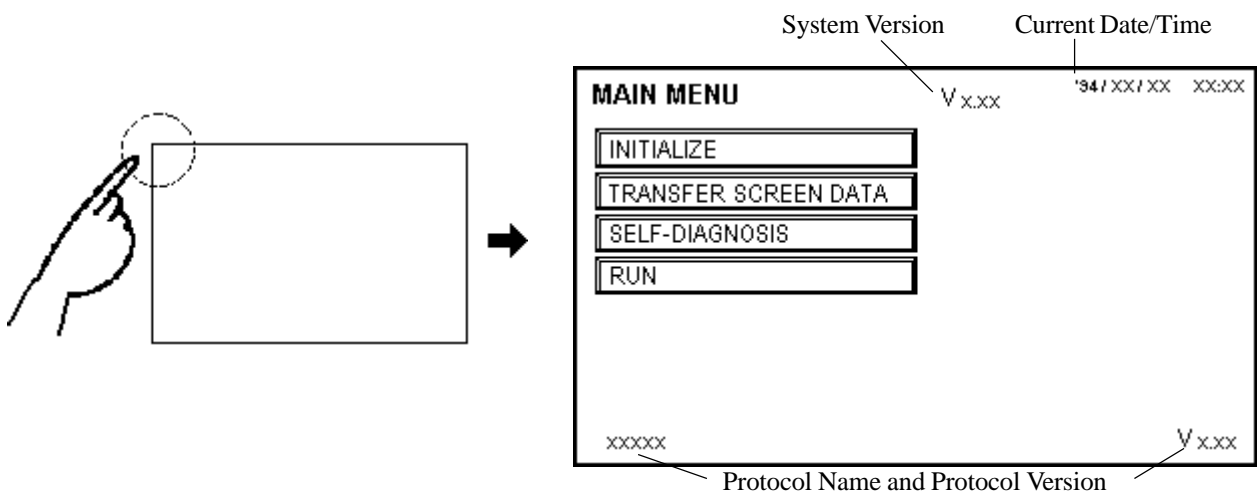 System Version Current Date/Time
MAIN MENU V x.xx '94 / XX / XX XX:XX
INITIALIZE
TRANSFER SCREEN DATA
SELF-DIAGNOSIS
RUN
xxxxx V x.xx
Protocol Name and Protocol Version